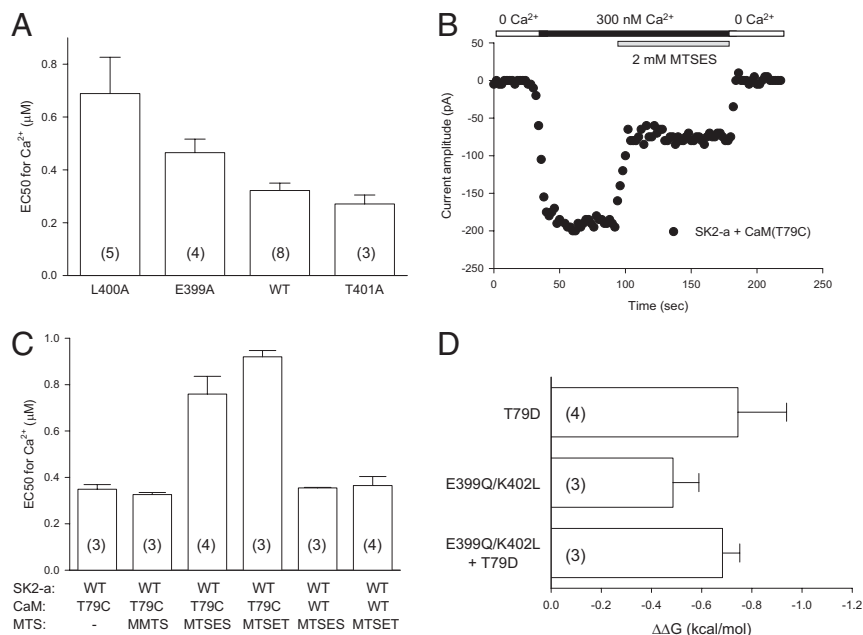 A
EC50 for Ca²⁺ (μM)
0.8
0.6
0.4
0.2
0.0
(5)
(4)
(8)
(3)
L400A
E399A
WT
T401A
B
0 Ca²⁺
300 nM Ca²⁺
0 Ca²⁺
2 mM MTSES
Current amplitude (pA)
50
0
-50
-100
-150
-200
-250
SK2-a + CaM(T79C)
0
50
100
150
200
250
Time (sec)
C
EC50 for Ca²⁺ (μM)
1.0
0.8
0.6
0.4
0.2
0.0
(3)
(3)
(4)
(3)
(3)
(4)
SK2-a: WT WT WT WT WT WT
CaM: T79C T79C T79C T79C WT WT
MTS: - MMTS MTSES MTSET MTSES MTSET
D
T79D
(4)
E399Q/K402L
(3)
E399Q/K402L
+ T79D
(3)
0.0
-0.2
-0.4
-0.6
-0.8
-1.2
ΔΔG (kcal/mol)